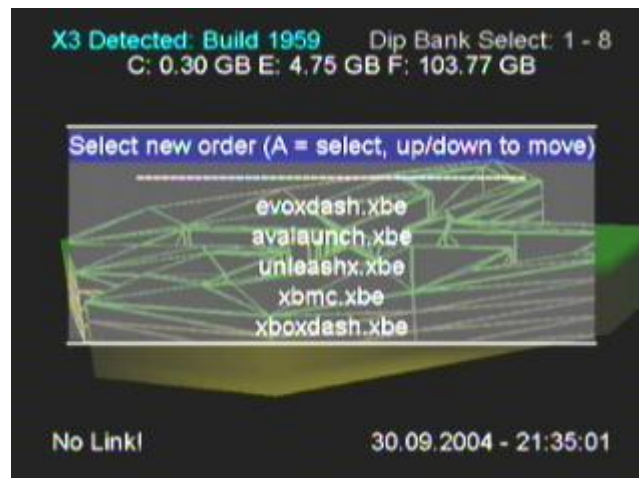 X3 Detected: Build 1959 Dip Bank Select: 1 - 8
C: 0.30 GB E: 4.75 GB F: 103.77 GB
Select new order (A = select, up/down to move)
evoxdash.xbe
avalaunch.xbe
unleashx.xbe
xbmc.xbe
xboxdash.xbe
No Link!
30.09.2004 - 21:35:01